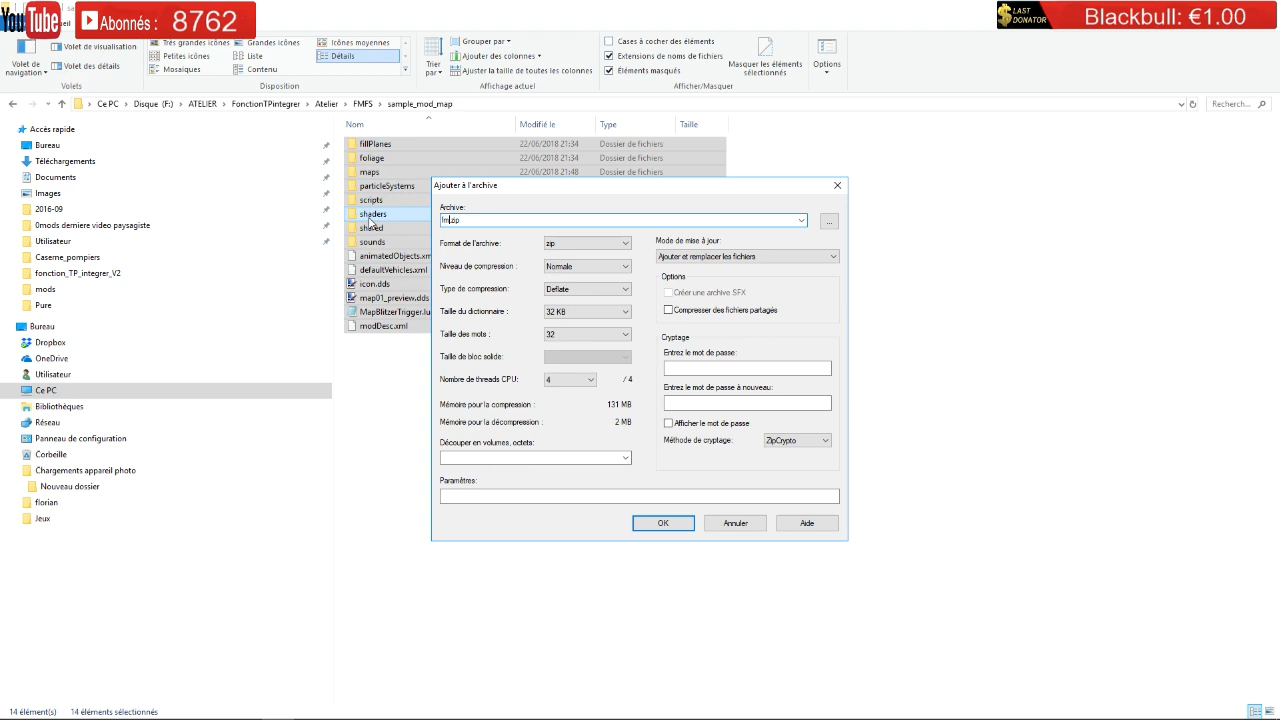 YouTube
Abonnés : 8762
LAST DONATOR
Blackbull: €1.00
Volet de navigation
Volet de visualisation
Volet des détails
Volets
Très grandes icônes
Grandes icônes
Icônes moyennes
Petites icônes
Liste
Détails
Mosaïques
Contenu
Disposition
Trier par
Grouper par
Ajouter des colonnes
Ajuster la taille de toutes les colonnes
Affichage actuel
Cases à cocher des éléments
Extensions de noms de fichiers
Éléments masqués
Masquer les éléments sélectionnés
Afficher/Masquer
Options
Ce PC > Disque (F:) > ATELIER > FonctionTPintegrer > Atelier > FMFS > sample_mod_map
Recherch...
Accès rapide
Bureau
Téléchargements
Documents
Images
2016-09
0mods derniere video paysagiste
Utilisateur
Caserne_pompiers
fonction_TP_integrer_V2
mods
Pure
Bureau
Dropbox
OneDrive
Utilisateur
Ce PC
Bibliothèques
Réseau
Panneau de configuration
Corbeille
Chargements appareil photo
Nouveau dossier
florian
Jeux
Nom
Modifié le
Type
Taille
fillPlanes 22/06/2018 21:34 Dossier de fichiers
foliage 22/06/2018 21:34 Dossier de fichiers
maps 22/06/2018 21:48 Dossier de fichiers
particleSystems
scripts
shaders
shared
sounds
animatedObjects.xm
defaultVehicles.xml
icon.dds
map01_preview.dds
MapBlitzerTrigger.lu
modDesc.xml
Ajouter à l'archive
Archive:
...
Format de l'archive: zip
Niveau de compression : Normale
Type de compression: Deflate
Taille du dictionnaire : 32 KB
Taille des mots : 32
Taille de bloc solide:
Nombre de threads CPU: 4 / 4
Mémoire pour la compression : 131 MB
Mémoire pour la décompression : 2 MB
Découper en volumes, octets:
Paramètres:
Mode de mise à jour:
Ajouter et remplacer les fichiers
Options
Créer une archive SFX
Compresser des fichiers partagés
Cryptage
Entrez le mot de passe:
Entrez le mot de passe à nouveau:
Afficher le mot de passe
Méthode de cryptage: ZipCrypto
OK
Annuler
Aide
14 élément(s)
14 éléments sélectionnés